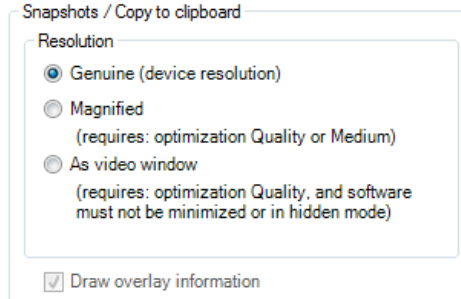 Snapshots / Copy to clipboard
Resolution
Genuine (device resolution)
Magnified
(requires: optimization Quality or Medium)
As video window
(requires: optimization Quality, and software
must not be minimized or in hidden mode)
Draw overlay information